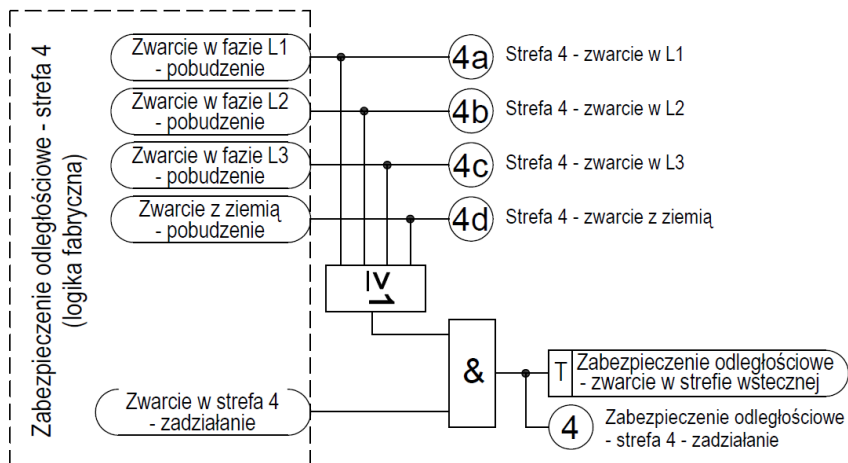 Zabezpieczenie odległościowe - strefa 4
(logika fabryczna)
Zwarcie w fazie L1
- pobudzenie
4a
Strefa 4 - zwarcie w L1
Zwarcie w fazie L2
- pobudzenie
4b
Strefa 4 - zwarcie w L2
Zwarcie w fazie L3
- pobudzenie
4c
Strefa 4 - zwarcie w L3
Zwarcie z ziemią
- pobudzenie
4d
Strefa 4 - zwarcie z ziemią
≥1
&
T
Zabezpieczenie odległościowe
- zwarcie w strefie wstecznej
Zwarcie w strefa 4
- zadziałanie
4
Zabezpieczenie odległościowe
- strefa 4 - zadziałanie